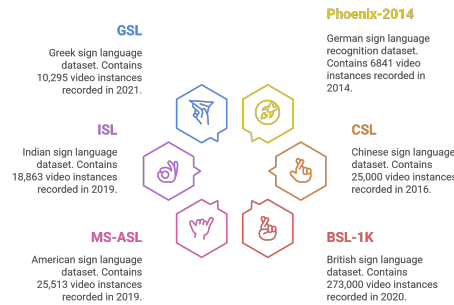 GSL
Greek sign language
dataset. Contains
10,295 video instances
recorded in 2021.
Phoenix-2014
German sign language
recognition dataset.
Contains 6841 video
instances recorded in
2014.
ISL
Indian sign language
dataset. Contains
18,863 video instances
recorded in 2019.
CSL
Chinese sign language
dataset. Contains
25,000 video instances
recorded in 2016.
MS-ASL
American sign language
dataset. Contains
25,513 video instances
recorded in 2019.
BSL-1K
British sign language
dataset. Contains
273,000 video instances
recorded in 2020.